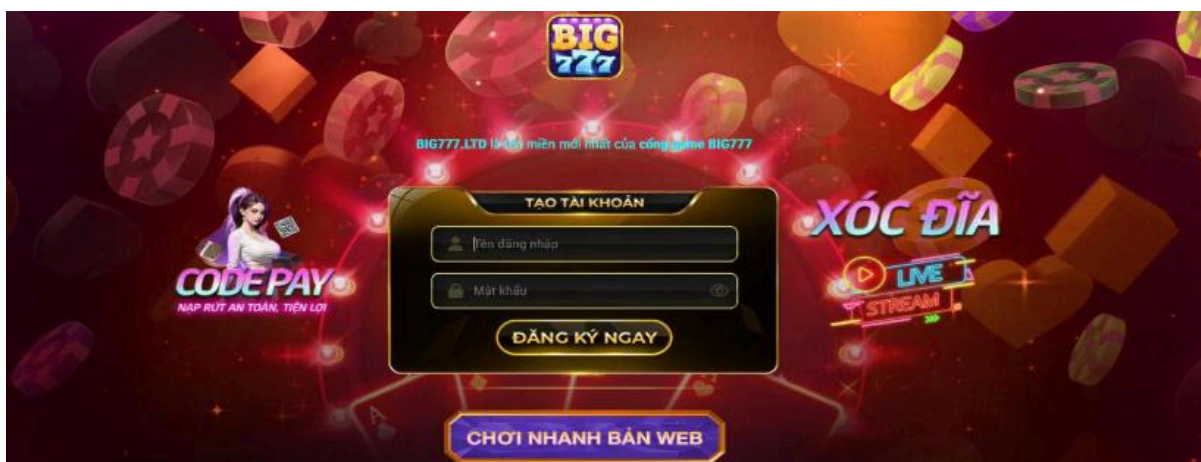 BIG
777
BIG777.LTD là tên miền mới nhất của cổng game BIG777
TẠO TÀI KHOẢN
Tên đăng nhập
Mật khẩu
ĐĂNG KÝ NGAY
CODE PAY
NẠP RÚT AN TOÀN, TIỆN LỢI
XÓC ĐĨA
LIVE
STREAM
CHƠI NHANH BẢN WEB